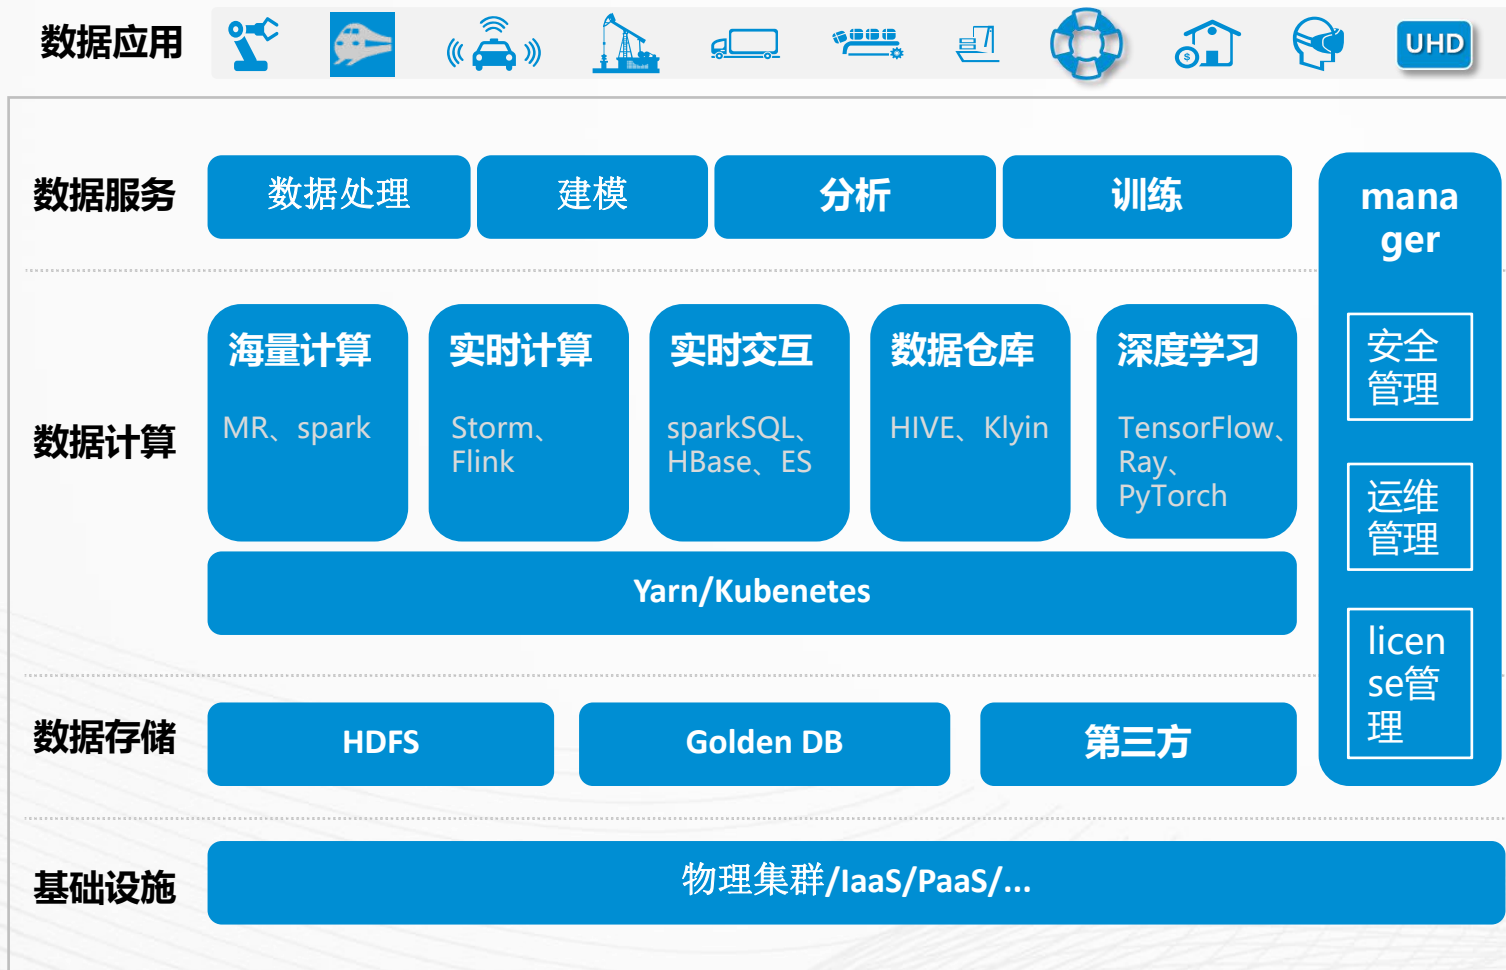 数据应用
UHD
数据服务
数据处理
建模
分析
训练
mana
ger
数据计算
海量计算
MR、spark
实时计算
Storm、
Flink
实时交互
sparkSQL、
HBase、ES
数据仓库
HIVE、Klyin
深度学习
TensorFlow、
Ray、
PyTorch
Yarn/Kubenetes
安全
管理
运维
管理
licen
se管
理
数据存储
HDFS
Golden DB
第三方
基础设施
物理集群/IaaS/PaaS/...